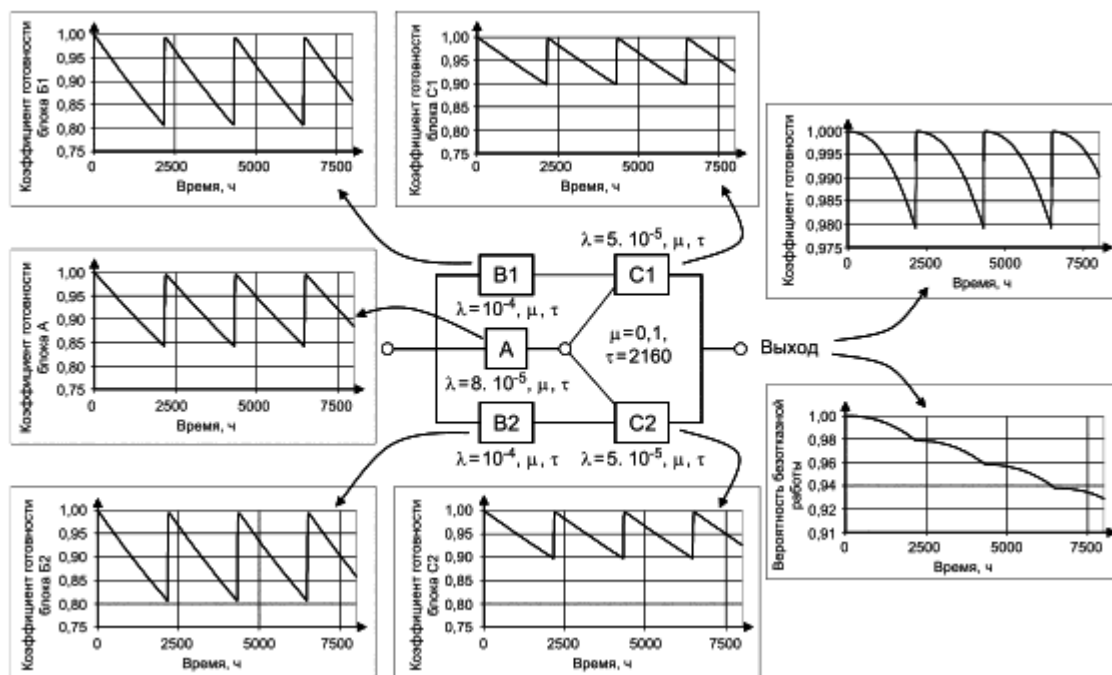 Коэффициент готовности
блока Б1
1,00
0,95
0,90
0,85
0,80
0,75
0 2500 5000 7500
Время, ч
Коэффициент готовности
блока С1
1,00
0,95
0,90
0,85
0,80
0,75
0 2500 5000 7500
Время, ч
Коэффициент готовности
1,000
0,995
0,990
0,985
0,980
0,975
0 2500 5000 7500
Время, ч
Коэффициент готовности
блока А
1,00
0,95
0,90
0,85
0,80
0,75
0 2500 5000 7500
Время, ч
λ=5. 10⁻⁵, μ, τ
B1 C1
λ=10⁻⁴, μ, τ
A
μ=0,1,
τ=2160
Выход
λ=8. 10⁻⁵, μ, τ
B2 C2
λ=10⁻⁴, μ, τ λ=5. 10⁻⁵, μ, τ
Вероятность безотказной
работы
1,00
0,98
0,96
0,94
0,91
0 2500 5000 7500
Время, ч
Коэффициент готовности
блока Б2
1,00
0,95
0,90
0,85
0,80
0,75
0 2500 5000 7500
Время, ч
Коэффициент готовности
блока С2
1,00
0,95
0,90
0,85
0,80
0,75
0 2500 5000 7500
Время, ч